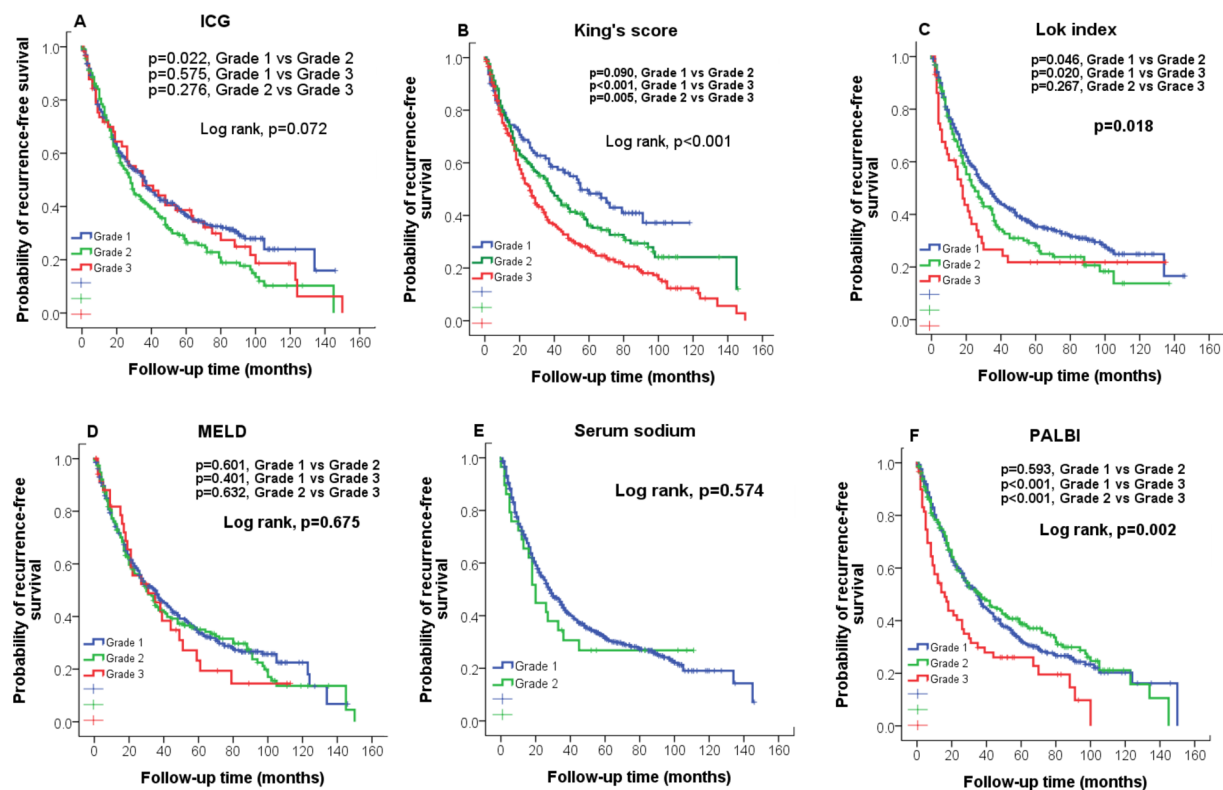 A
ICG
p=0.022, Grade 1 vs Grade 2
p=0.575, Grade 1 vs Grade 3
p=0.276, Grade 2 vs Grade 3
Log rank, p=0.072
Probability of recurrence-free survival
1.0
0.8
0.6
0.4
0.2
0.0
Grade 1
Grade 2
Grade 3
0 20 40 60 80 100 120 140 160
Follow-up time (months)
B
King's score
p=0.090, Grade 1 vs Grade 2
p<0.001, Grade 1 vs Grade 3
p=0.005, Grade 2 vs Grade 3
Log rank, p<0.001
Probability of recurrence-free
survival
1.0
0.8
0.6
0.4
0.2
0.0
Grade 1
Grade 2
Grade 3
0 20 40 60 80 100 120 140 160
Follow-up time (months)
C
Lok index
p=0.046, Grade 1 vs Grade 2
p=0.020, Grade 1 vs Grade 3
p=0.267, Grade 2 vs Grace 3
p=0.018
Probability of recurrence-free
survival
1.0
0.8
0.6
0.4
0.2
0.0
Grade 1
Grade 2
Grade 3
0 20 40 60 80 100 120 140 160
Follow-up time (months)
D
MELD
p=0.601, Grade 1 vs Grade 2
p=0.401, Grade 1 vs Grade 3
p=0.632, Grade 2 vs Grade 3
Log rank, p=0.675
Probability of recurrence-free
survival
1.0
0.8
0.6
0.4
0.2
0.0
Grade 1
Grade 2
Grade 3
0 20 40 60 80 100 120 140 160
Follow-up time (months)
E
Serum sodium
Log rank, p=0.574
Probability of recurrence-free
survival
1.0
0.8
0.6
0.4
0.2
0.0
Grade 1
Grade 2
0 20 40 60 80 100 120 140 160
Follow-up time (months)
F
PALBI
p=0.593, Grade 1 vs Grade 2
p<0.001, Grade 1 vs Grade 3
p<0.001, Grade 2 vs Grade 3
Log rank, p=0.002
Probability of recurrence-free
survival
1.0
0.8
0.6
0.4
0.2
0.0
Grade 1
Grade 2
Grade 3
0 20 40 60 80 100 120 140 160
Follow-up time (months)